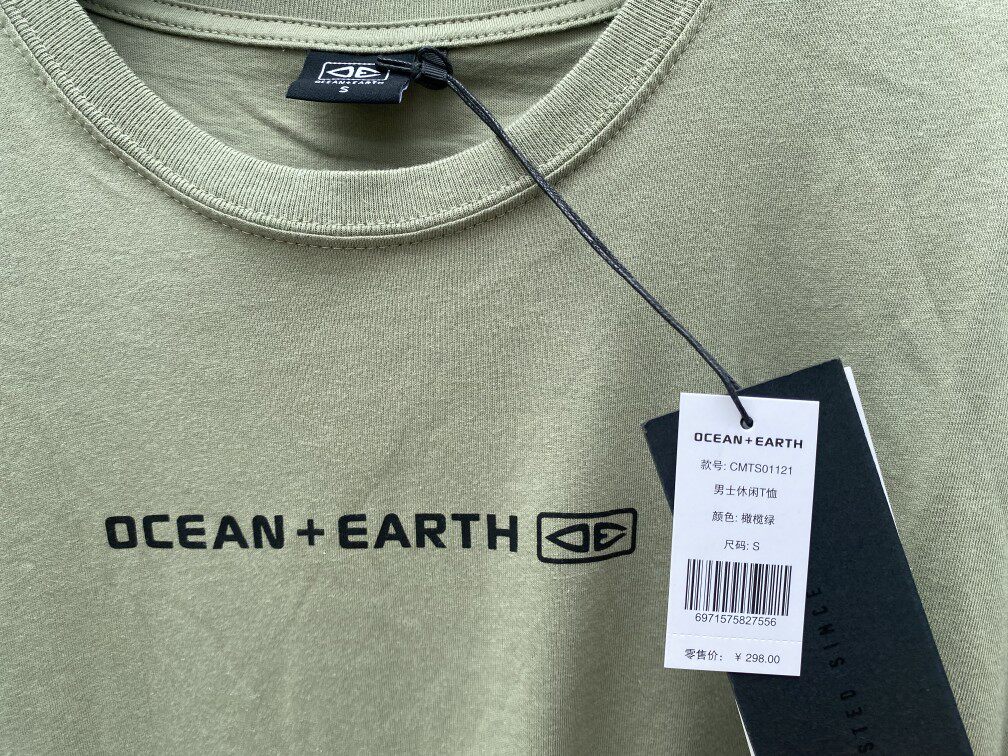 OCEAN+EARTH
S
OCEAN + EARTH
OCEAN + EARTH
款号: CMTS01121
男士休闲T恤
颜色: 橄榄绿
尺码: S
6971575827556
零售价: ¥ 298.00
SINCE